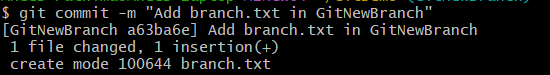 $ git commit -m "Add branch.txt in GitNewBranch"
[GitNewBranch a63ba6e] Add branch.txt in GitNewBranch
 1 file changed, 1 insertion(+)
 create mode 100644 branch.txt